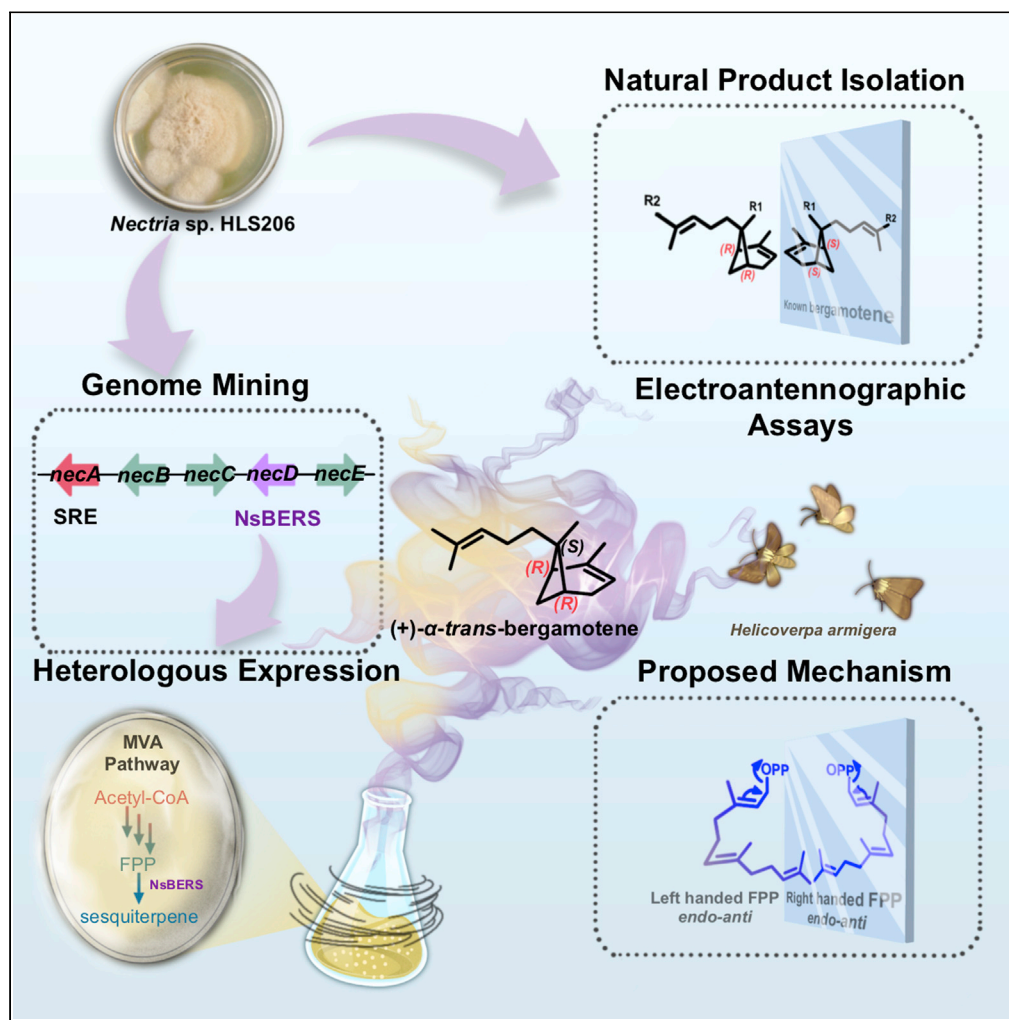 Natural Product Isolation
Nectria sp. HLS206
R2
R1
R1
R2
(R)
(R)
(S)
(S)
Known bergamotene
Genome Mining
necA necB necC necD necE
SRE
NsBERS
Electroantennographic
Assays
(S)
(R)
(R)
(+)-α-trans-bergamotene
Helicoverpa armigera
Heterologous Expression
MVA
Pathway
Acetyl-CoA
FPP
NsBERS
sesquiterpene
Proposed Mechanism
OPP
OPP
Left handed FPP
endo-anti
Right handed FPP
endo-anti